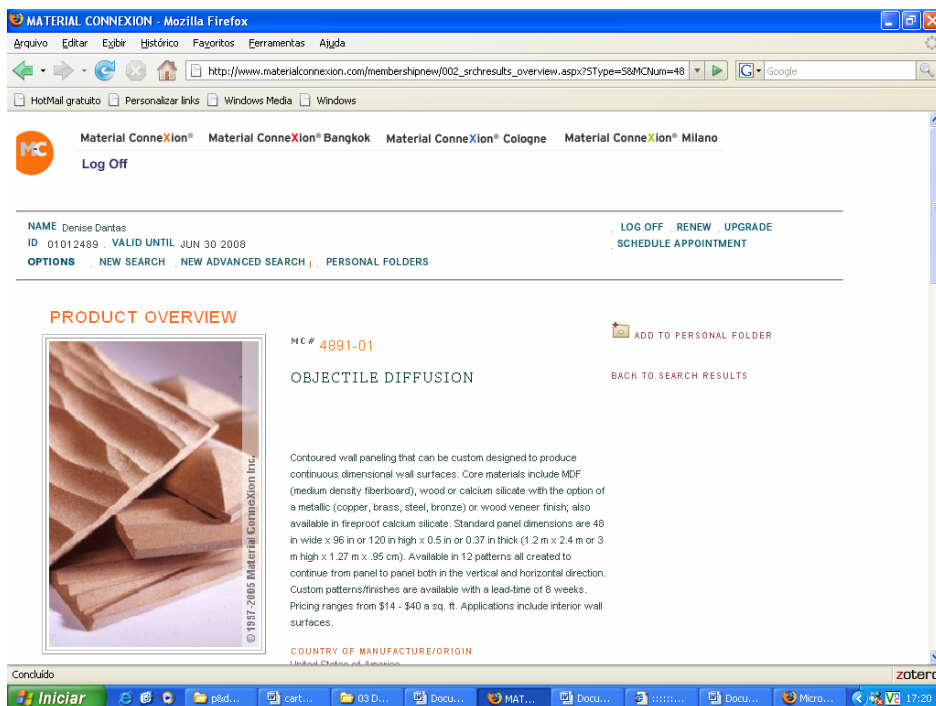 MATERIAL CONNEXION - Mozilla Firefox
Arquivo Editar Exibir Histórico Favoritos Ferramentas Ajuda
http://www.materialconnexion.com/membershipnew/002_srchresults_overview.aspx?SType=5&MCNum=48
G Google
HotMail gratuito Personalizar links Windows Media Windows
MC Material ConneXion® Material ConneXion® Bangkok Material ConneXion® Cologne Material ConneXion® Milano
Log Off
NAME Denise Dantas . LOG OFF . RENEW . UPGRADE
ID 01012489 . VALID UNTIL JUN 30 2008 . SCHEDULE APPOINTMENT
OPTIONS . NEW SEARCH . NEW ADVANCED SEARCH | . PERSONAL FOLDERS
PRODUCT OVERVIEW
© 1997-2005 Material ConneXion Inc.
MC# 4891-01
OBJECTILE DIFFUSION
ADD TO PERSONAL FOLDER
BACK TO SEARCH RESULTS
Contoured wall paneling that can be custom designed to produce
continuous dimensional wall surfaces. Core materials include MDF
(medium density fiberboard), wood or calcium silicate with the option of
a metallic (copper, brass, steel, bronze) or wood veneer finish; also
available in fireproof calcium silicate. Standard panel dimensions are 48
in wide x 96 in or 120 in high x 0.5 in or 0.37 in thick (1.2 m x 2.4 m or 3
m high x 1.27 m x .95 cm). Available in 12 patterns all created to
continue from panel to panel both in the vertical and horizontal direction.
Custom patterns/finishes are available with a lead-time of 8 weeks.
Pricing ranges from $14 - $40 a sq. ft. Applications include interior wall
surfaces.
COUNTRY OF MANUFACTURE/ORIGIN
United States of America
Concluído zotero
Iniciar p&d... cart... 03 D... Docu... MAT... Docu... :::::::... Docu... Micro... 17:20